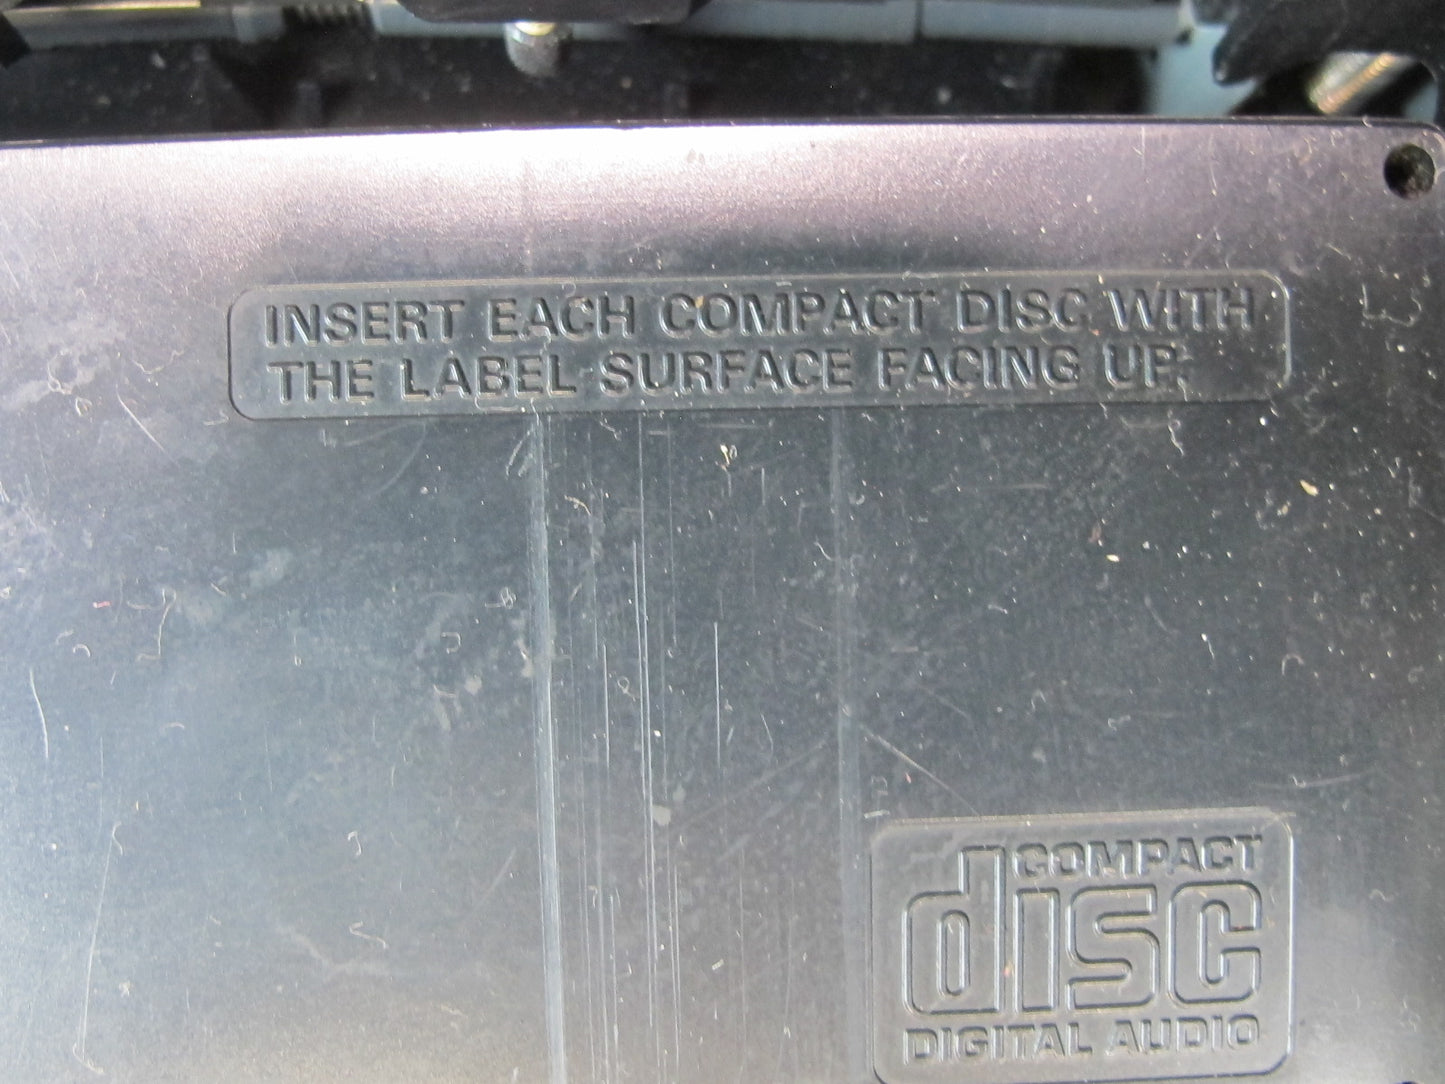 INSERT EACH COMPACT DISC WITH
THE LABEL SURFACE FACING UP.
COMPACT
disc
DIGITAL AUDIO